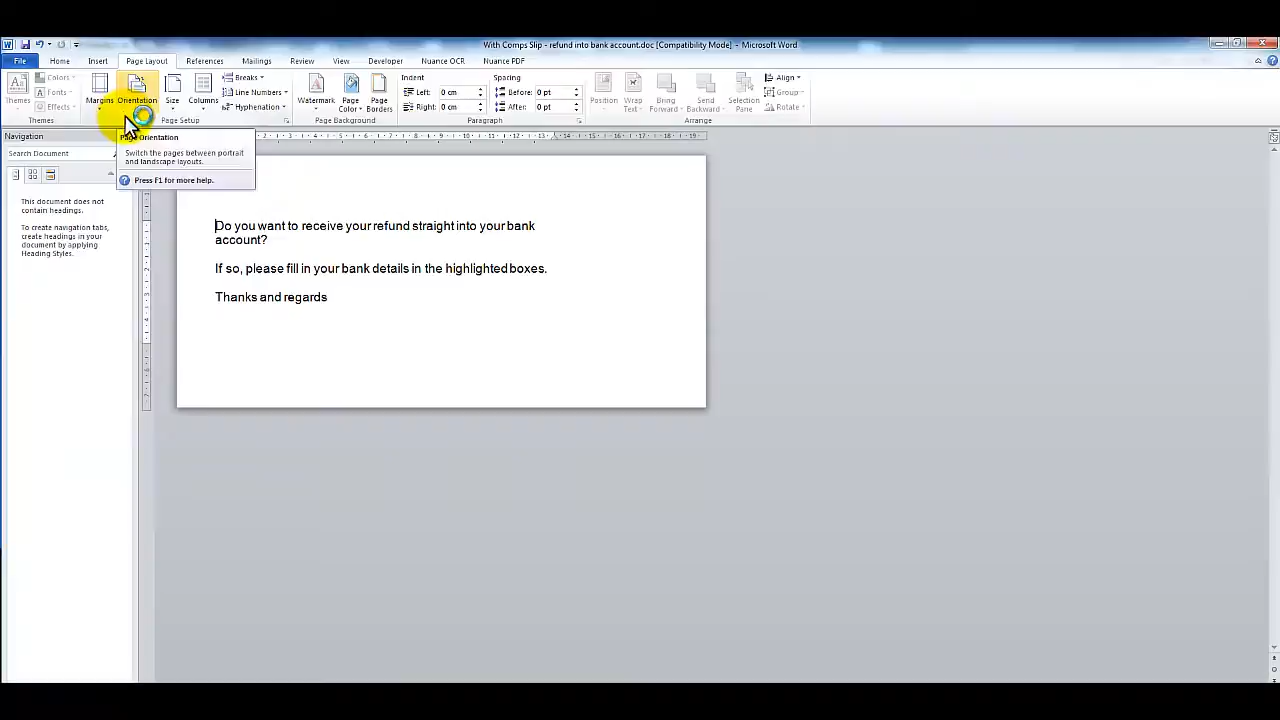 With Comps Slip - refund into bank account.doc [Compatibility Mode] - Microsoft Word
File Home Insert Page Layout References Mailings Review View Developer Nuance OCR Nuance PDF
Themes
Colors
Fonts
Effects
Themes
Margins
Orientation
Size
Columns
Breaks
Line Numbers
Hyphenation
Page Setup
Watermark
Page Color
Page Borders
Page Background
Indent
Left: 0 cm
Right: 0 cm
Spacing
Before: 0 pt
After: 0 pt
Paragraph
Position
Wrap Text
Bring Forward
Send Backward
Selection Pane
Align
Group
Rotate
Arrange
Navigation
Search Document
This document does not
contain headings.
To create navigation tabs,
create headings in your
document by applying
Heading Styles.
Orientation
Switch the pages between portrait
and landscape layouts.
Press F1 for more help.
Do you want to receive your refund straight into your bank
account?
If so, please fill in your bank details in the highlighted boxes.
Thanks and regards